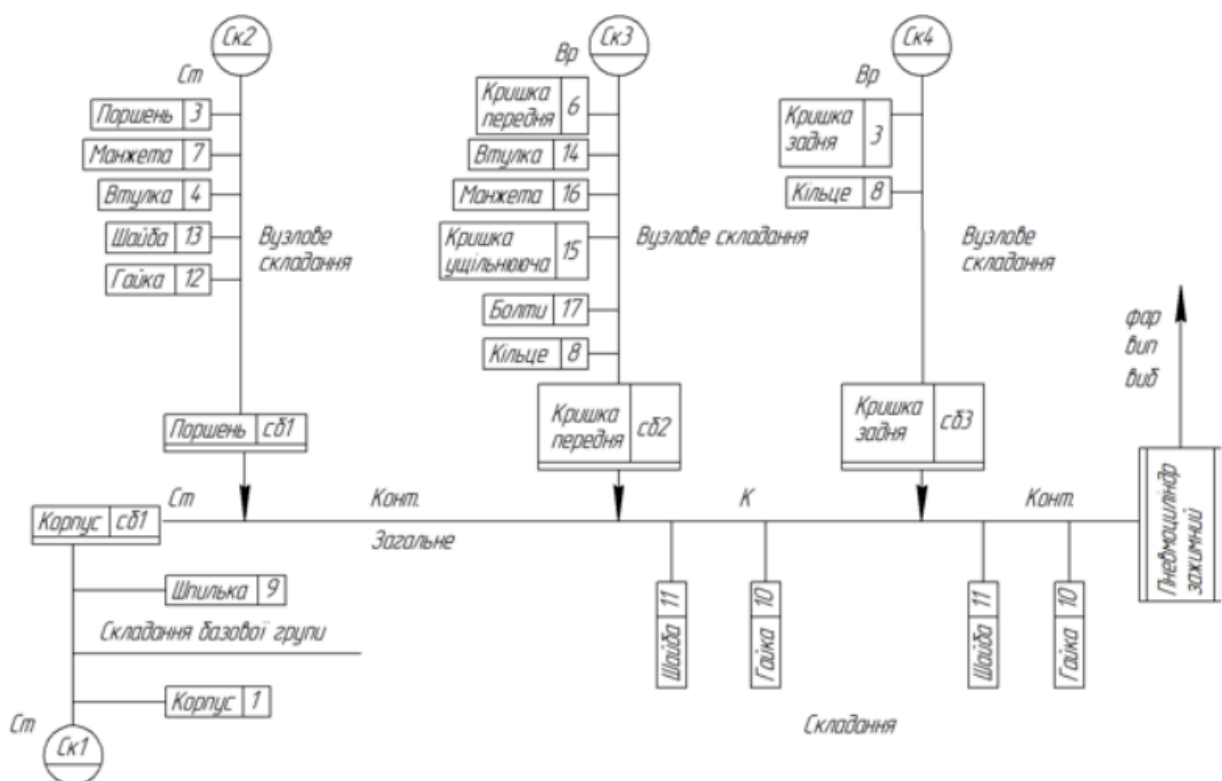 Ск2
Ст
Поршень 3
Манжета 7
Втулка 4
Шайба 13
Гайка 12
Вузлове
складання
Поршень сб1
Ск3
Вр
Кришка
передня 6
Втулка 14
Манжета 16
Кришка
ущільнююча 15
Болти 17
Кільце 8
Вузлове складання
Кришка
передня сб2
Ск4
Вр
Кришка
задня 3
Кільце 8
Вузлове
складання
Кришка
задня сб3
фар
вип
виб
Корпус сб1
Ст
Конт.
Загальне
К
Конт.
Пневмоциліндр
зажимний
Шпилька 9
Складання базової групи
Корпус 1
Ст
Ск1
Шайба 11
Гайка 10
Шайба 11
Гайка 10
Складання